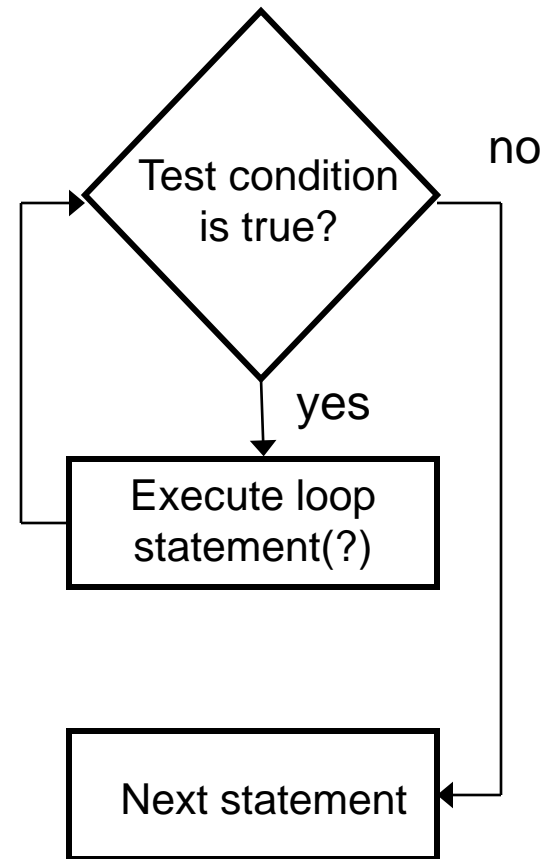 Test condition
is true?
no
yes
Execute loop
statement(?)
Next statement